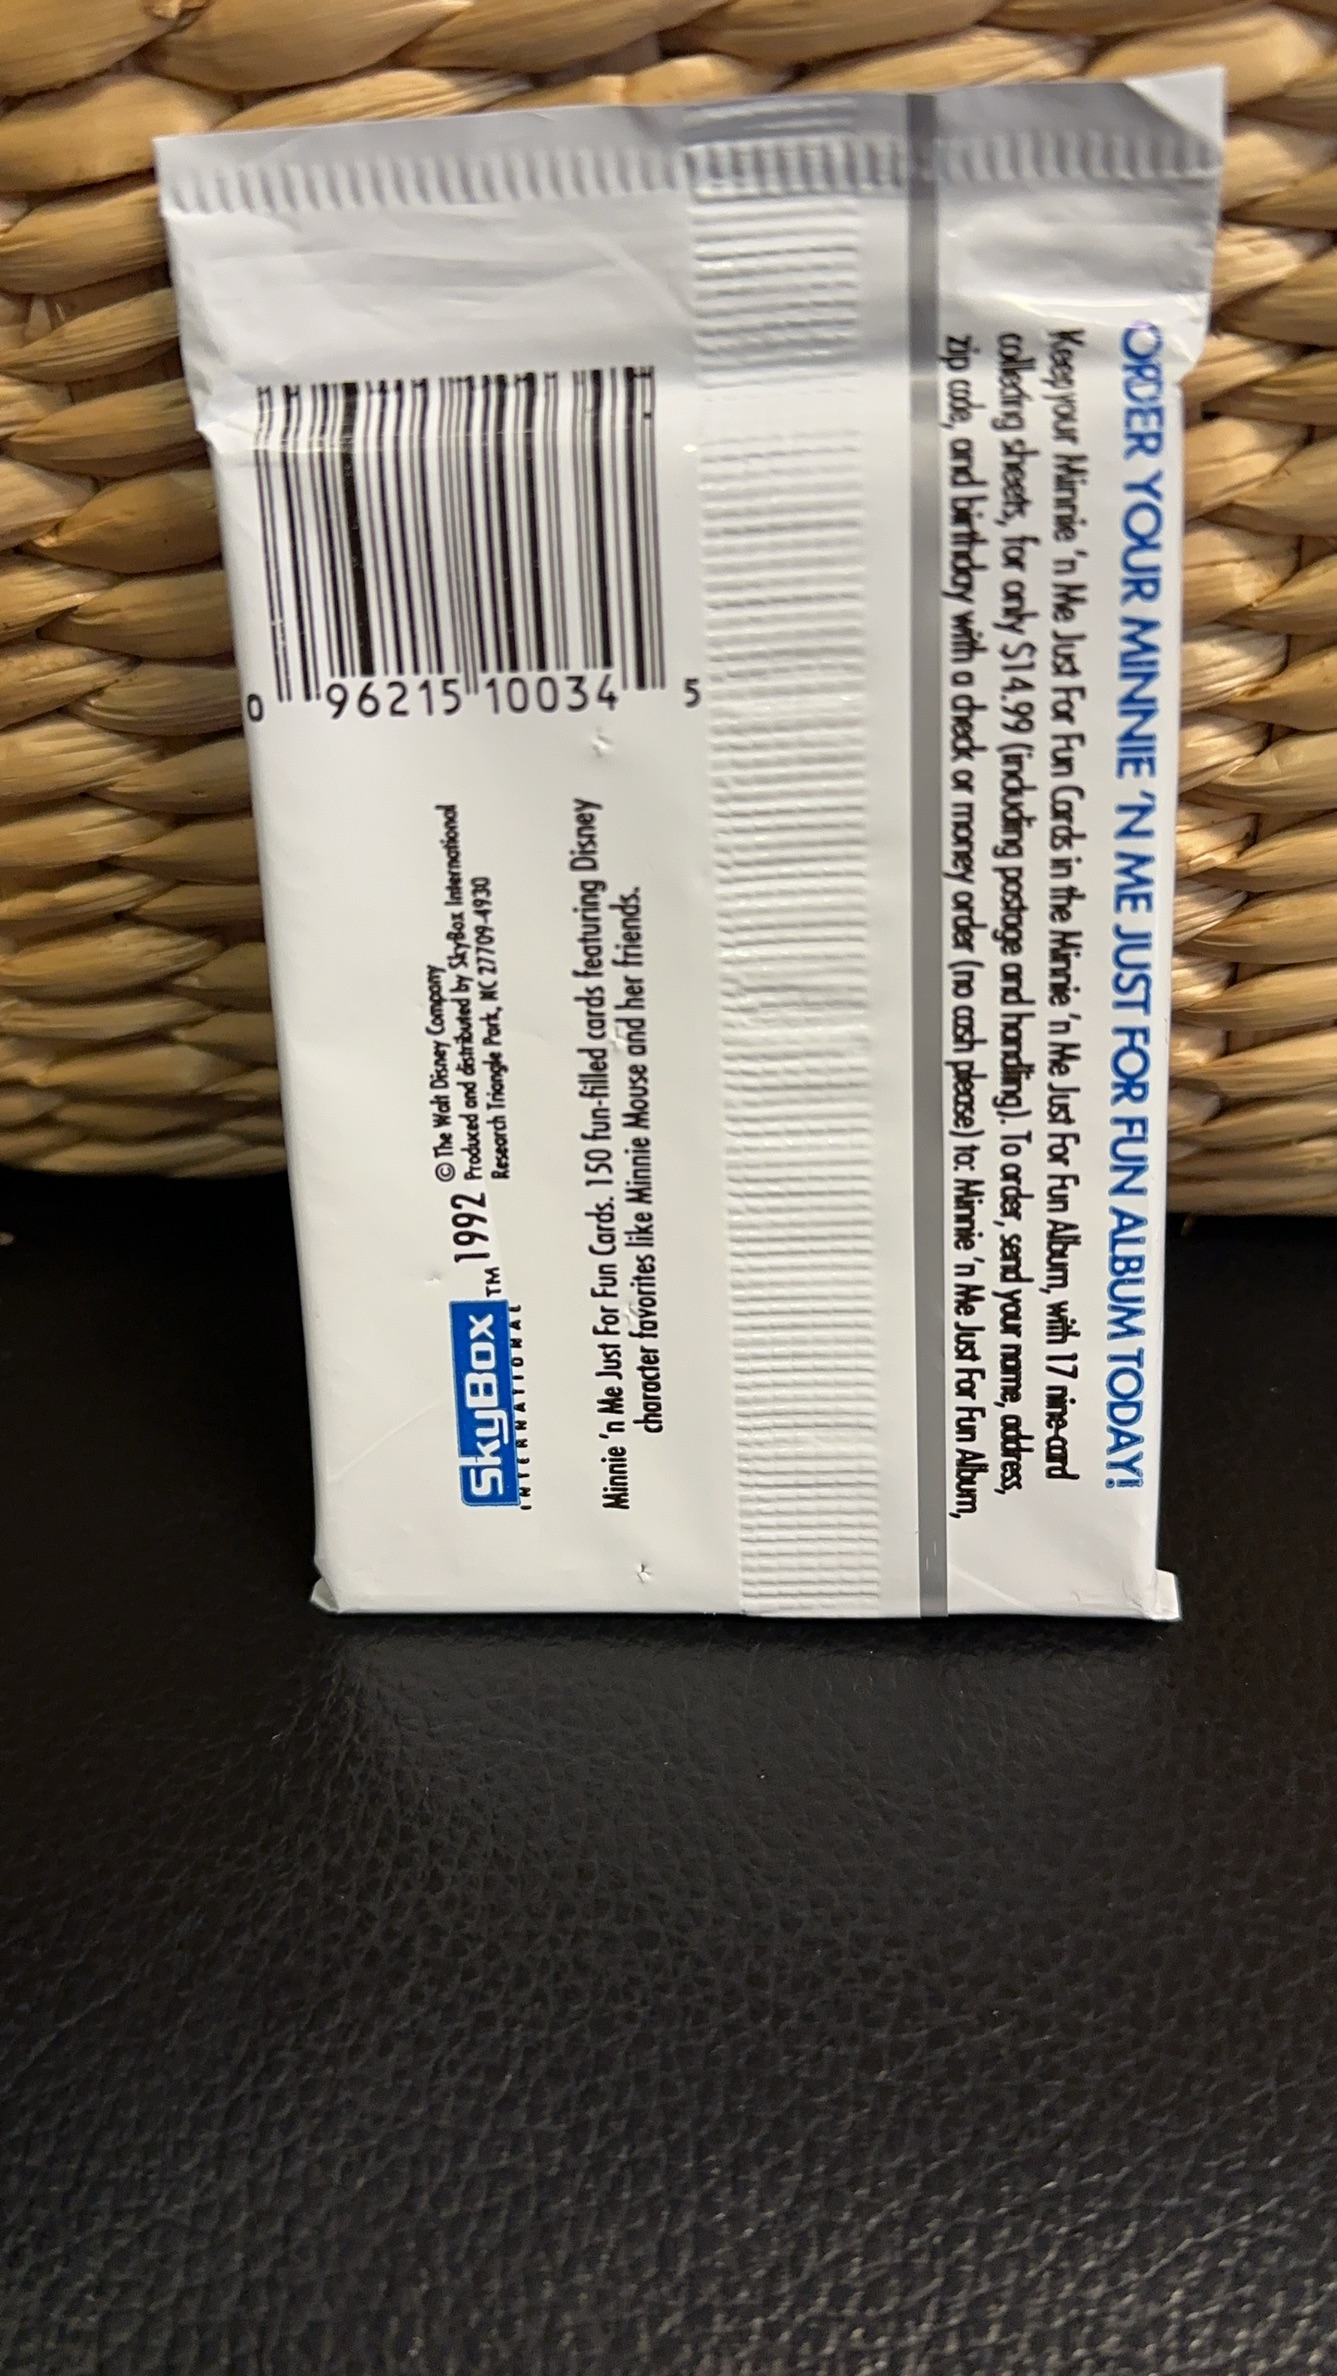 ORDER YOUR MINNIE 'N ME JUST FOR FUN ALBUM TODAY!
Keep your Minnie 'n Me Just For Fun Cards in the Minnie 'n Me Just For Fun Album, with 17 nine-card
collecting sheets, for only $14.99 (including postage and handling). To order, send your name, address,
zip code, and birthday with a check or money order (no cash please) to: Minnie 'n Me Just For Fun Album,
0 96215 10034 5
© The Walt Disney Company
1992 Produced and distributed by SkyBox International
Research Triangle Park, NC 27709-4930
SkyBox TM
INTERNATIONAL
Minnie 'n Me Just For Fun Cards. 150 fun-filled cards featuring Disney
character favorites like Minnie Mouse and her friends.